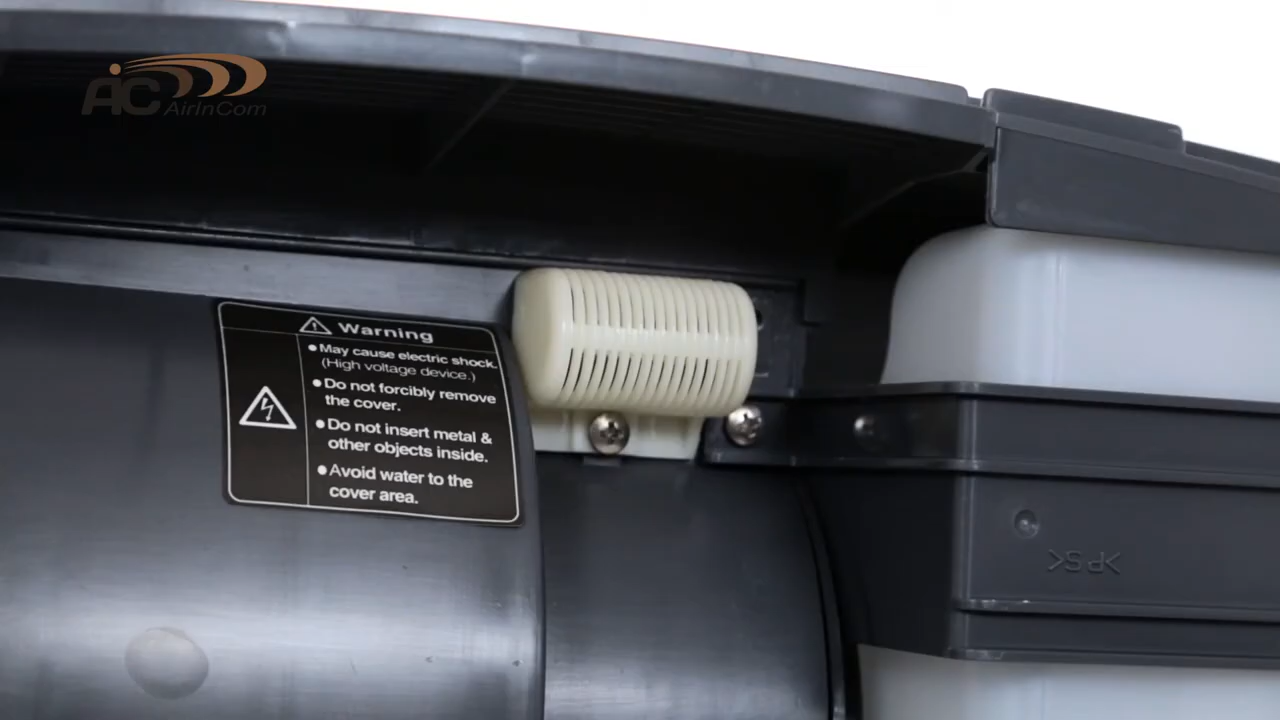 AC
AirInCom
Warning
●May cause electric shock.
(High voltage device.)
●Do not forcibly remove
the cover.
●Do not insert metal &
other objects inside.
●Avoid water to the
cover area.
>PS<